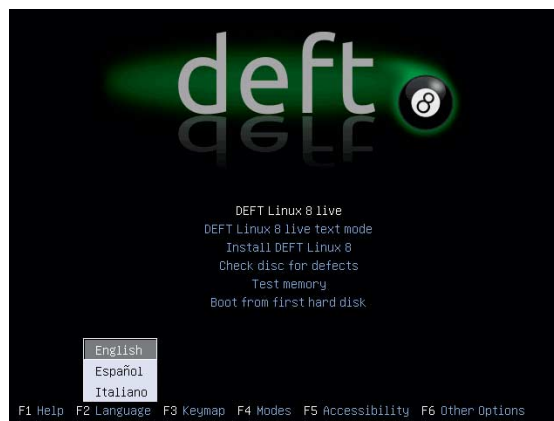 deft
8
DEFT Linux 8 live
DEFT Linux 8 live text mode
Install DEFT Linux 8
Check disc for defects
Test memory
Boot from first hard disk
English
Español
Italiano
F1 Help F2 Language F3 Keymap F4 Modes F5 Accessibility F6 Other Options